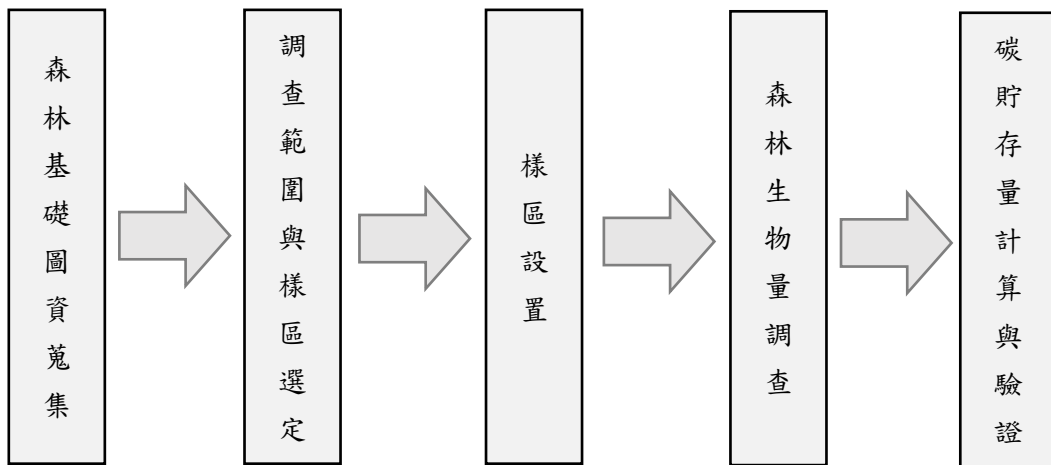 森林基礎圖資蒐集
調查範圍與樣區選定
樣區設置
森林生物量調查
碳貯存量計算與驗證